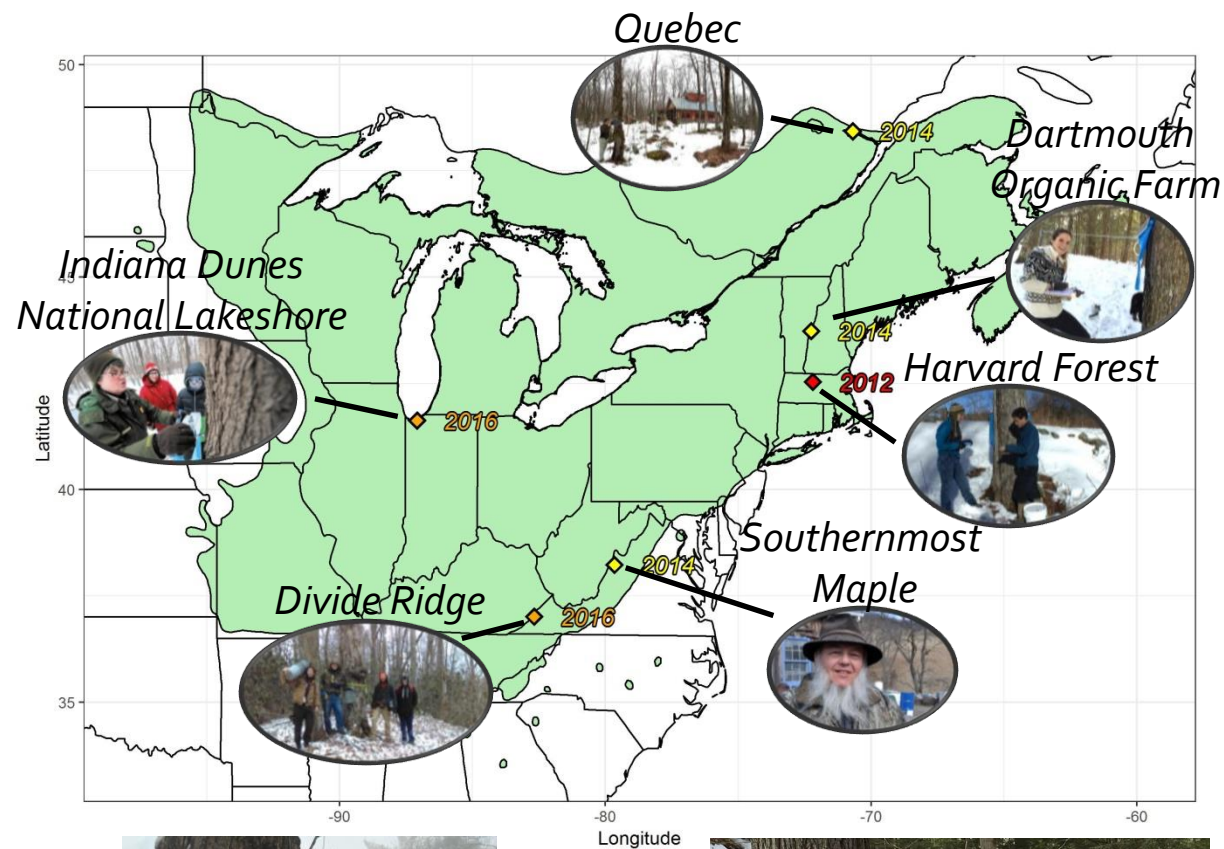 Quebec
50
2014
Dartmouth
Organic Farm
Indiana Dunes
45
National Lakeshore
2014
Harvard Forest
2012
2016
Latitude
40
Southernmost
Maple
2014
Divide Ridge
2016
35
-90
-80
-70
-60
Longitude